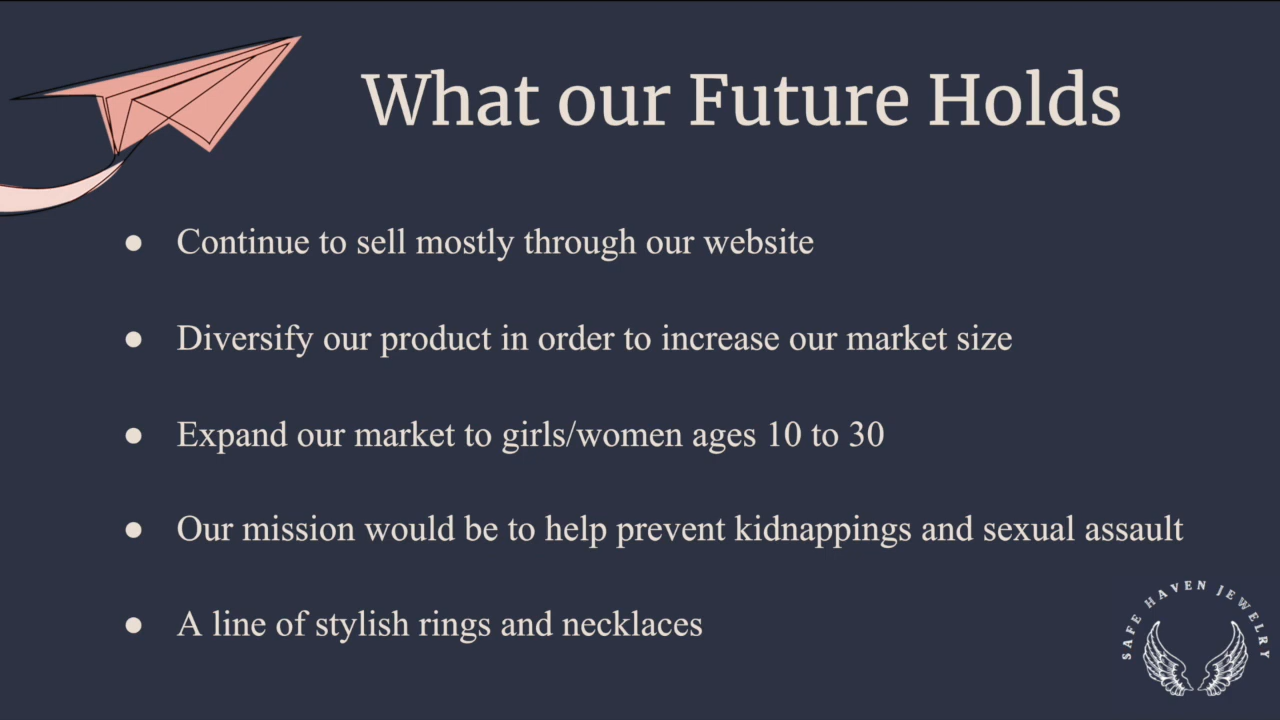 What our Future Holds
● Continue to sell mostly through our website
● Diversify our product in order to increase our market size
● Expand our market to girls/women ages 10 to 30
● Our mission would be to help prevent kidnappings and sexual assault
● A line of stylish rings and necklaces
SAFE HAVEN JEWELRY